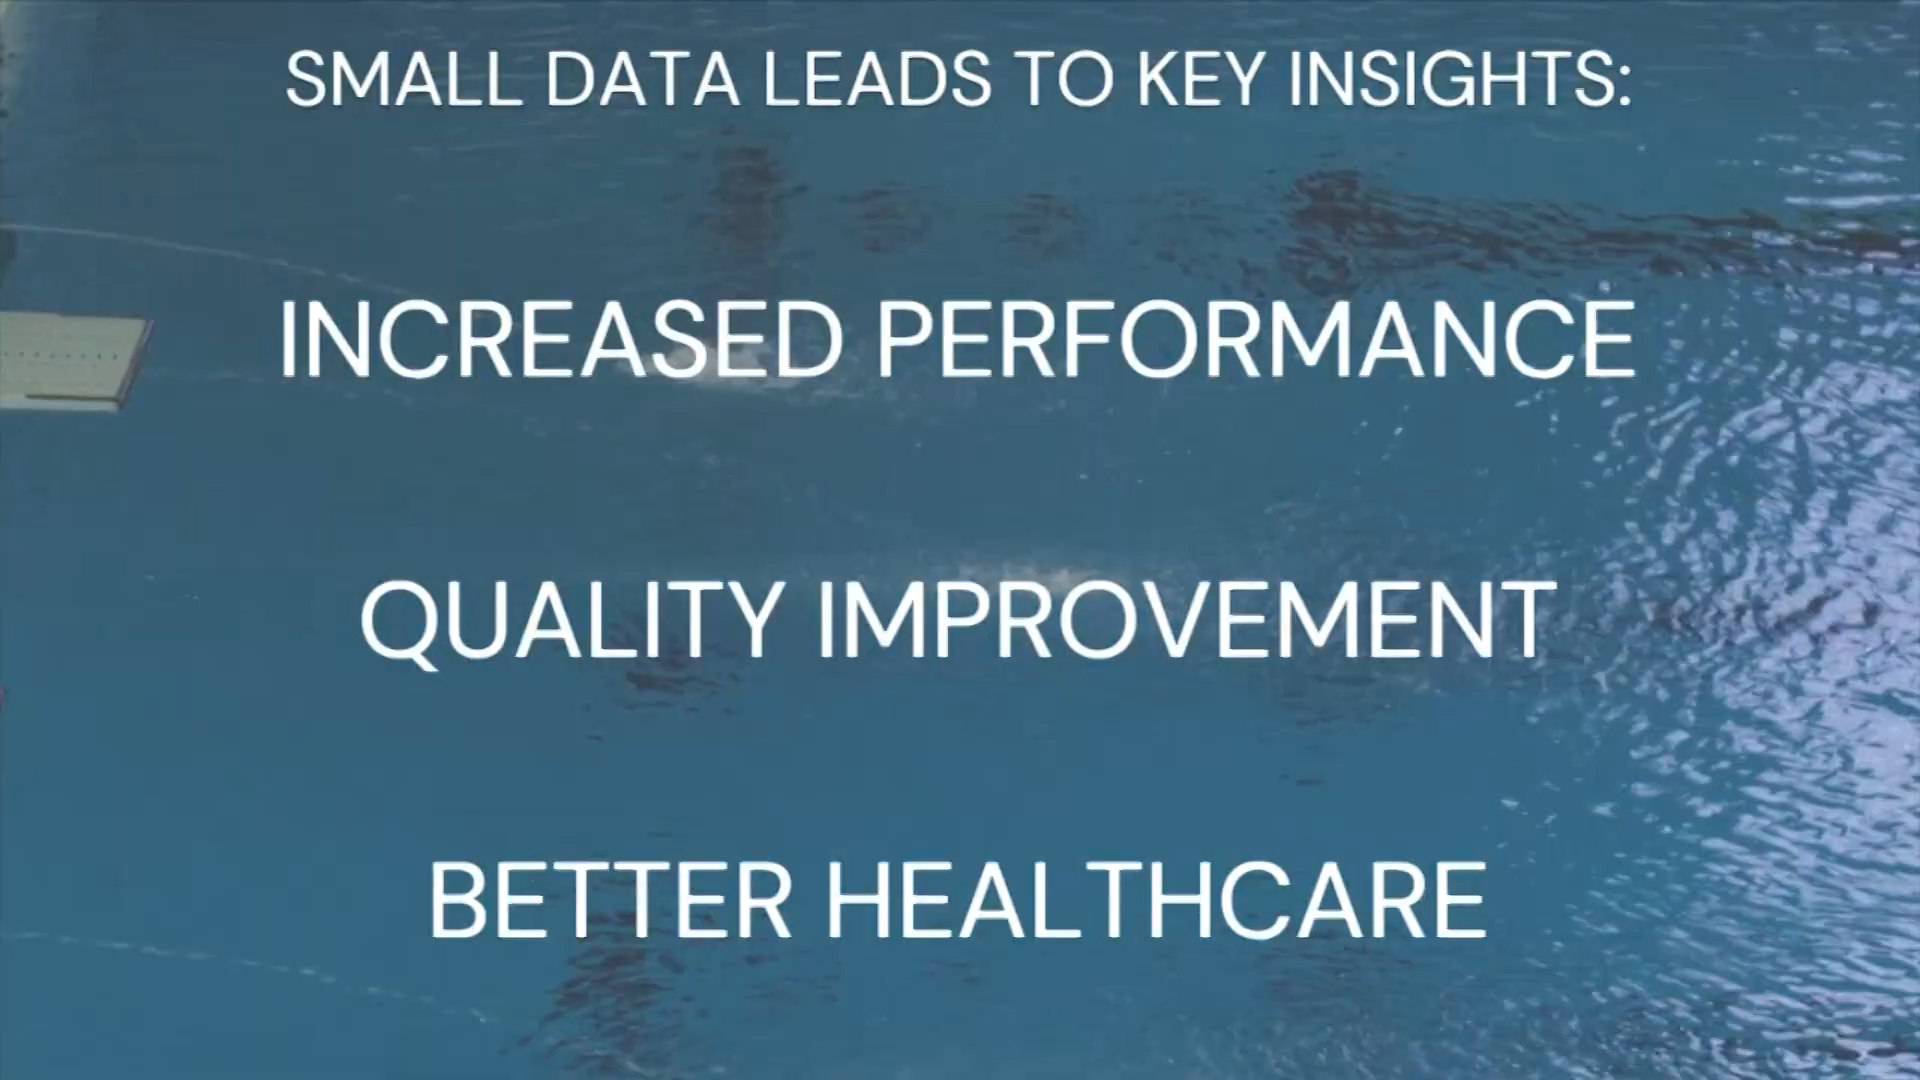 SMALL DATA LEADS TO KEY INSIGHTS:
INCREASED PERFORMANCE
QUALITY IMPROVEMENT
BETTER HEALTHCARE